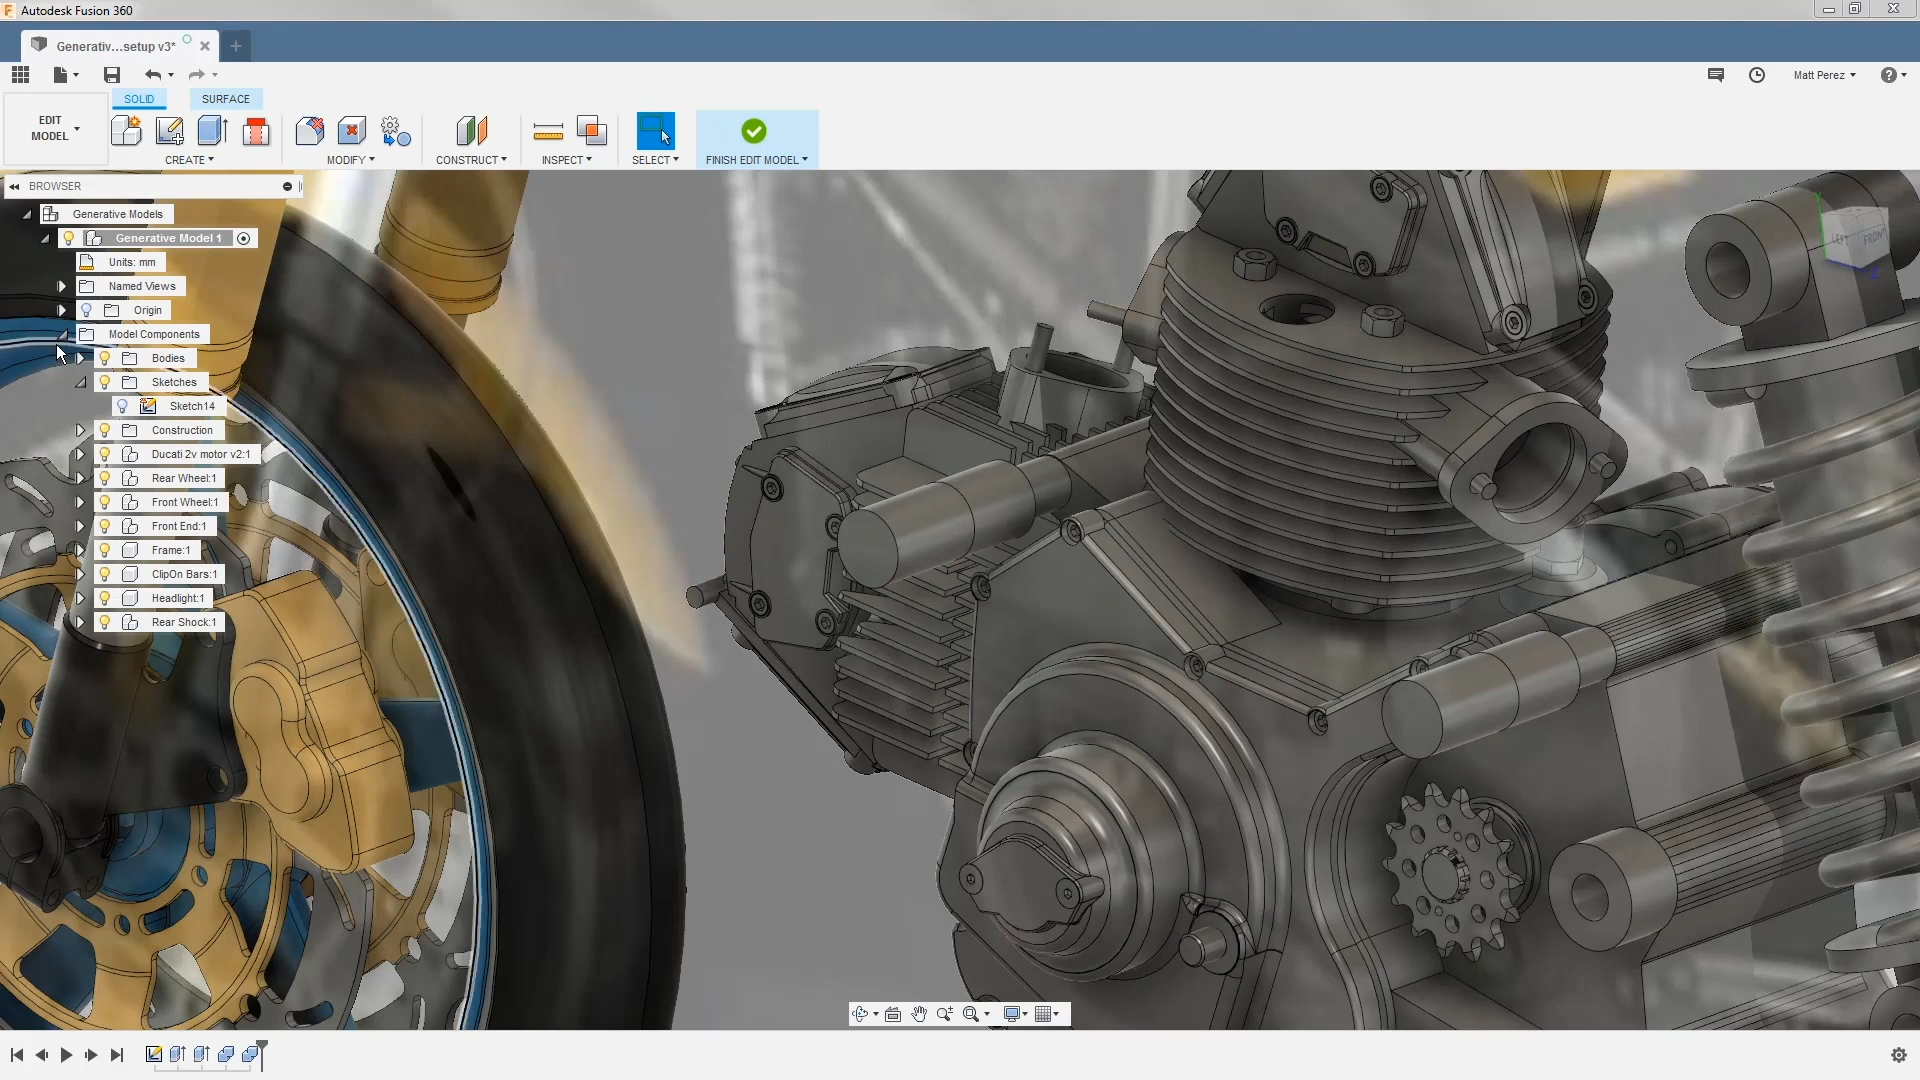 Autodesk Fusion 360
Generativ...setup v3*
Matt Perez
SOLID
SURFACE
EDIT
MODEL
CREATE
MODIFY
CONSTRUCT
INSPECT
SELECT
FINISH EDIT MODEL
BROWSER
Generative Models
Generative Model 1
Units: mm
Named Views
Origin
Model Components
Bodies
Sketches
Sketch14
Construction
Ducati 2v motor v2:1
Rear Wheel:1
Front Wheel:1
Front End:1
Frame:1
ClipOn Bars:1
Headlight:1
Rear Shock:1
LEFT
FRONT
Y
Z